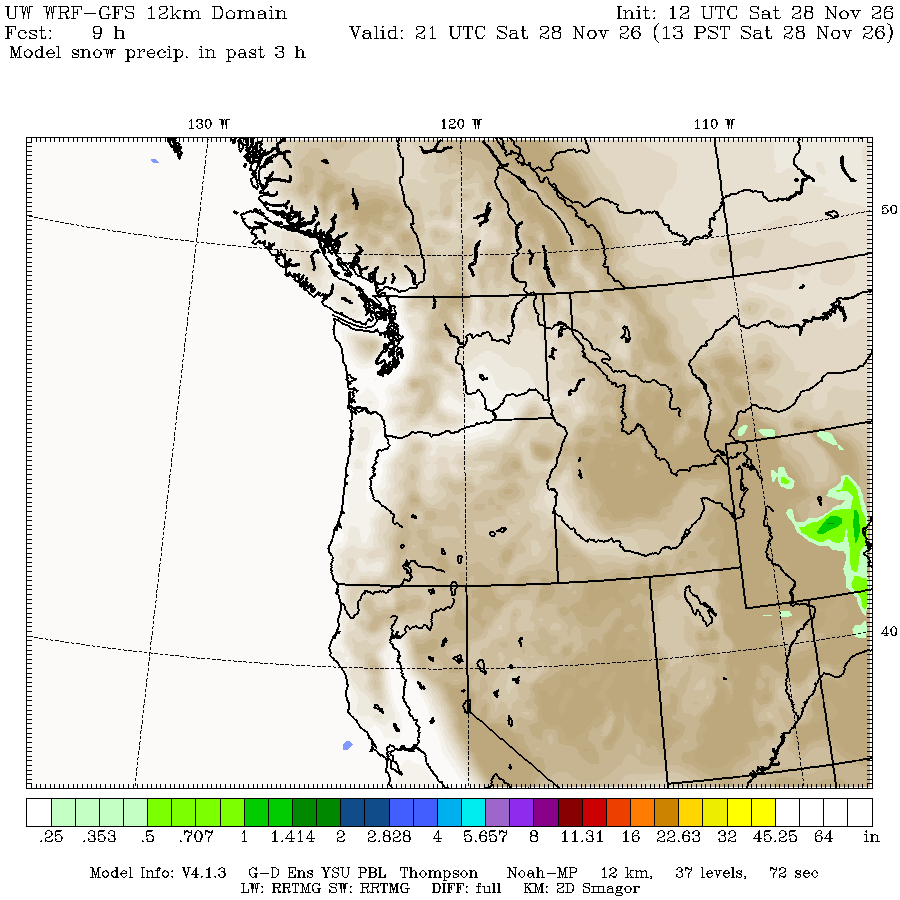 UW WRF-GFS 12km Domain Init: 12 UTC Sat 28 Nov 26
Fcst: 9 h Valid: 21 UTC Sat 28 Nov 26 (13 PST Sat 28 Nov 26)
Model snow precip. in past 3 h
130 W 120 W 110 W
50
40
.25 .353 .5 .707 1 1.414 2 2.828 4 5.657 8 11.31 16 22.63 32 45.25 64 in
Model Info: V4.1.3 G-D Ens YSU PBL Thompson Noah-MP 12 km, 37 levels, 72 sec
LW: RRTMG SW: RRTMG DIFF: full KM: 2D Smagor